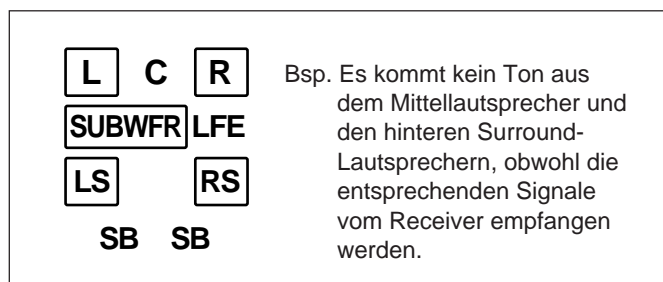 L C R
SUBWFR LFE
LS RS
SB SB
Bsp. Es kommt kein Ton aus
dem Mittellautsprecher und
den hinteren Surround-
Lautsprechern, obwohl die
entsprechenden Signale
vom Receiver empfangen
werden.